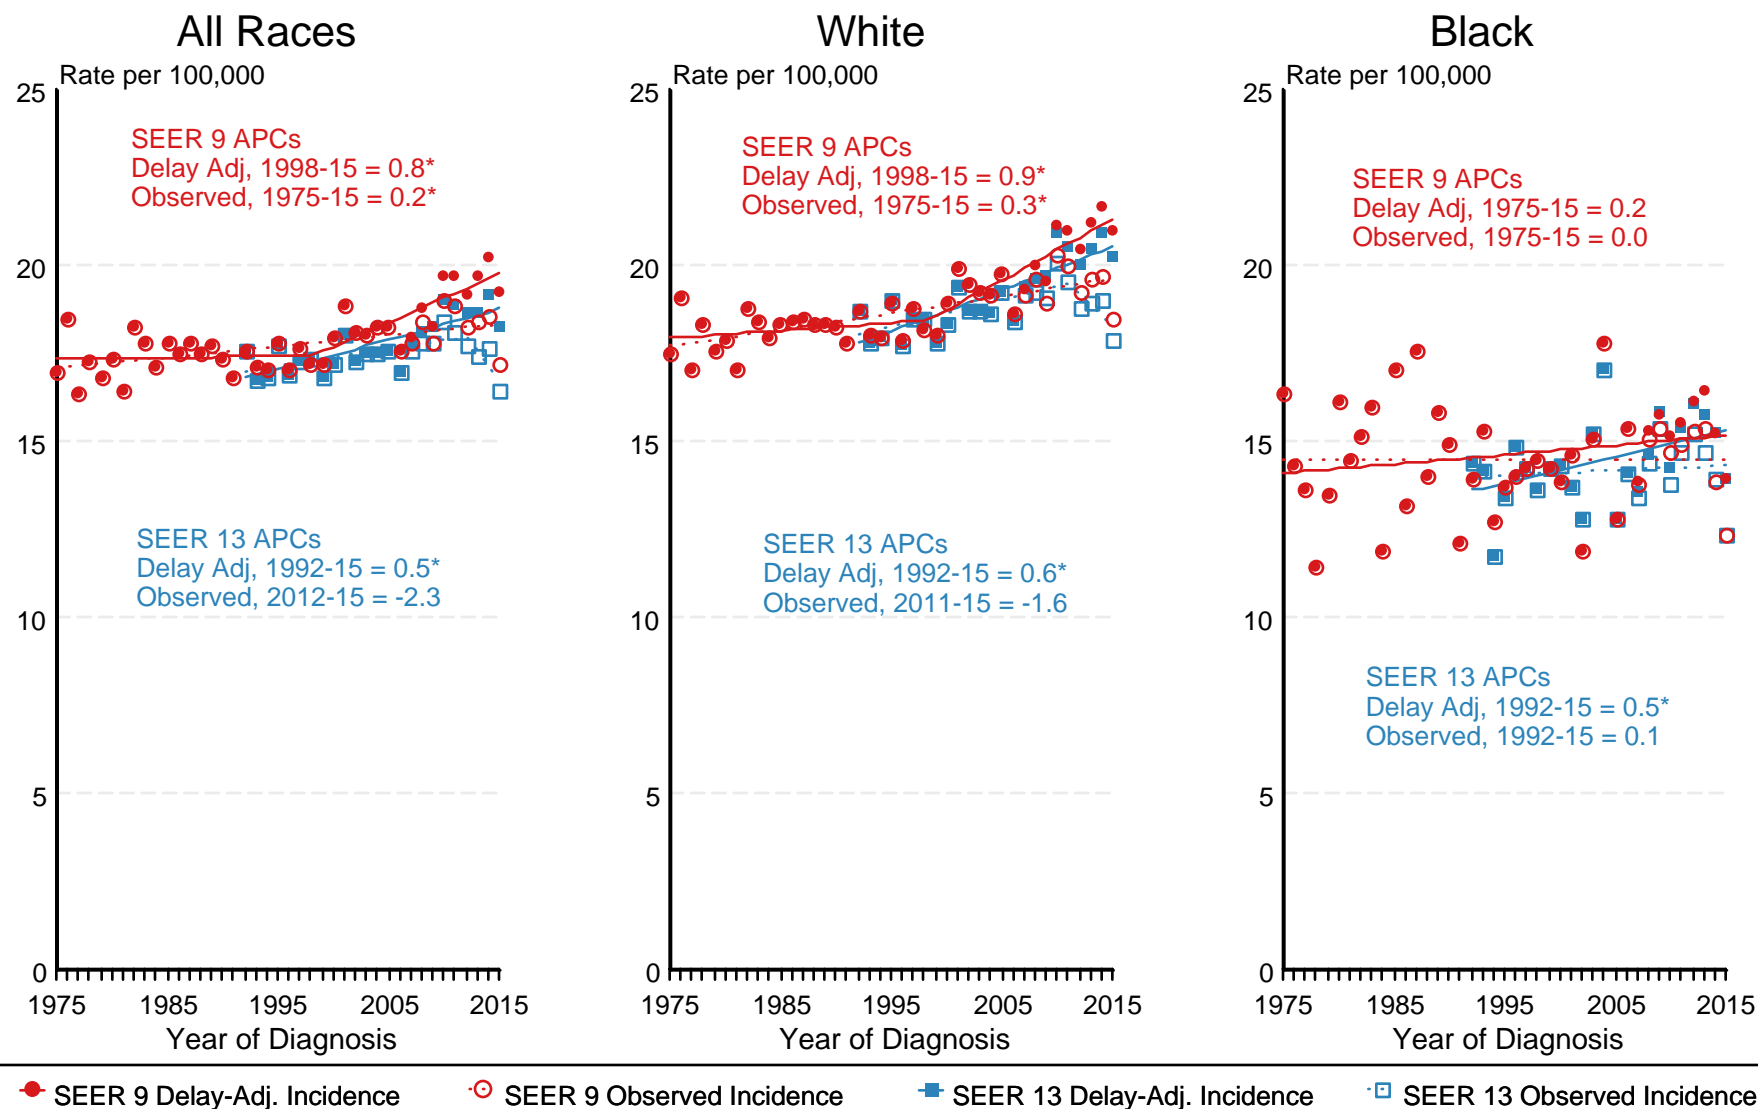 All Races
Rate per 100,000
25
20
15
10
5
0
SEER 9 APCs
Delay Adj, 1998-15 = 0.8*
Observed, 1975-15 = 0.2*
SEER 13 APCs
Delay Adj, 1992-15 = 0.5*
Observed, 2012-15 = -2.3
1975 1985 1995 2005 2015
Year of Diagnosis
White
Rate per 100,000
25
20
15
10
5
0
SEER 9 APCs
Delay Adj, 1998-15 = 0.9*
Observed, 1975-15 = 0.3*
SEER 13 APCs
Delay Adj, 1992-15 = 0.6*
Observed, 2011-15 = -1.6
1975 1985 1995 2005 2015
Year of Diagnosis
Black
Rate per 100,000
25
20
15
10
5
0
SEER 9 APCs
Delay Adj, 1975-15 = 0.2
Observed, 1975-15 = 0.0
SEER 13 APCs
Delay Adj, 1992-15 = 0.5*
Observed, 1992-15 = 0.1
1975 1985 1995 2005 2015
Year of Diagnosis
SEER 9 Delay-Adj. Incidence
SEER 9 Observed Incidence
SEER 13 Delay-Adj. Incidence
SEER 13 Observed Incidence